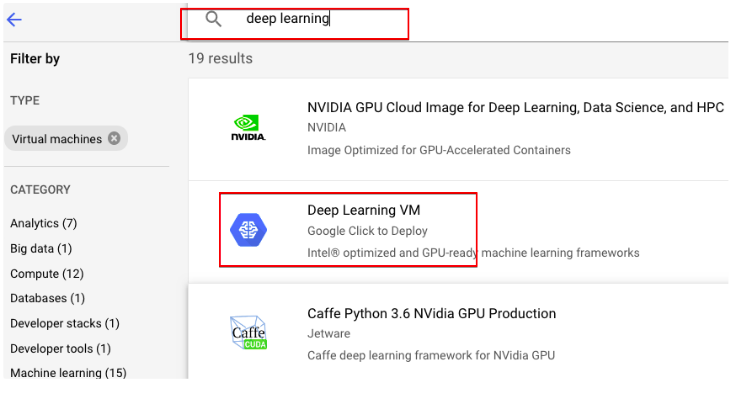 deep learning
Filter by
19 results
TYPE
Virtual machines
CATEGORY
Analytics (7)
Big data (1)
Compute (12)
Databases (1)
Developer stacks (1)
Developer tools (1)
Machine learning (15)
NVIDIA
NVIDIA GPU Cloud Image for Deep Learning, Data Science, and HPC
NVIDIA
Image Optimized for GPU-Accelerated Containers
Deep Learning VM
Google Click to Deploy
Intel® optimized and GPU-ready machine learning frameworks
Caffe
CUDA
Caffe Python 3.6 NVidia GPU Production
Jetware
Caffe deep learning framework for NVidia GPU